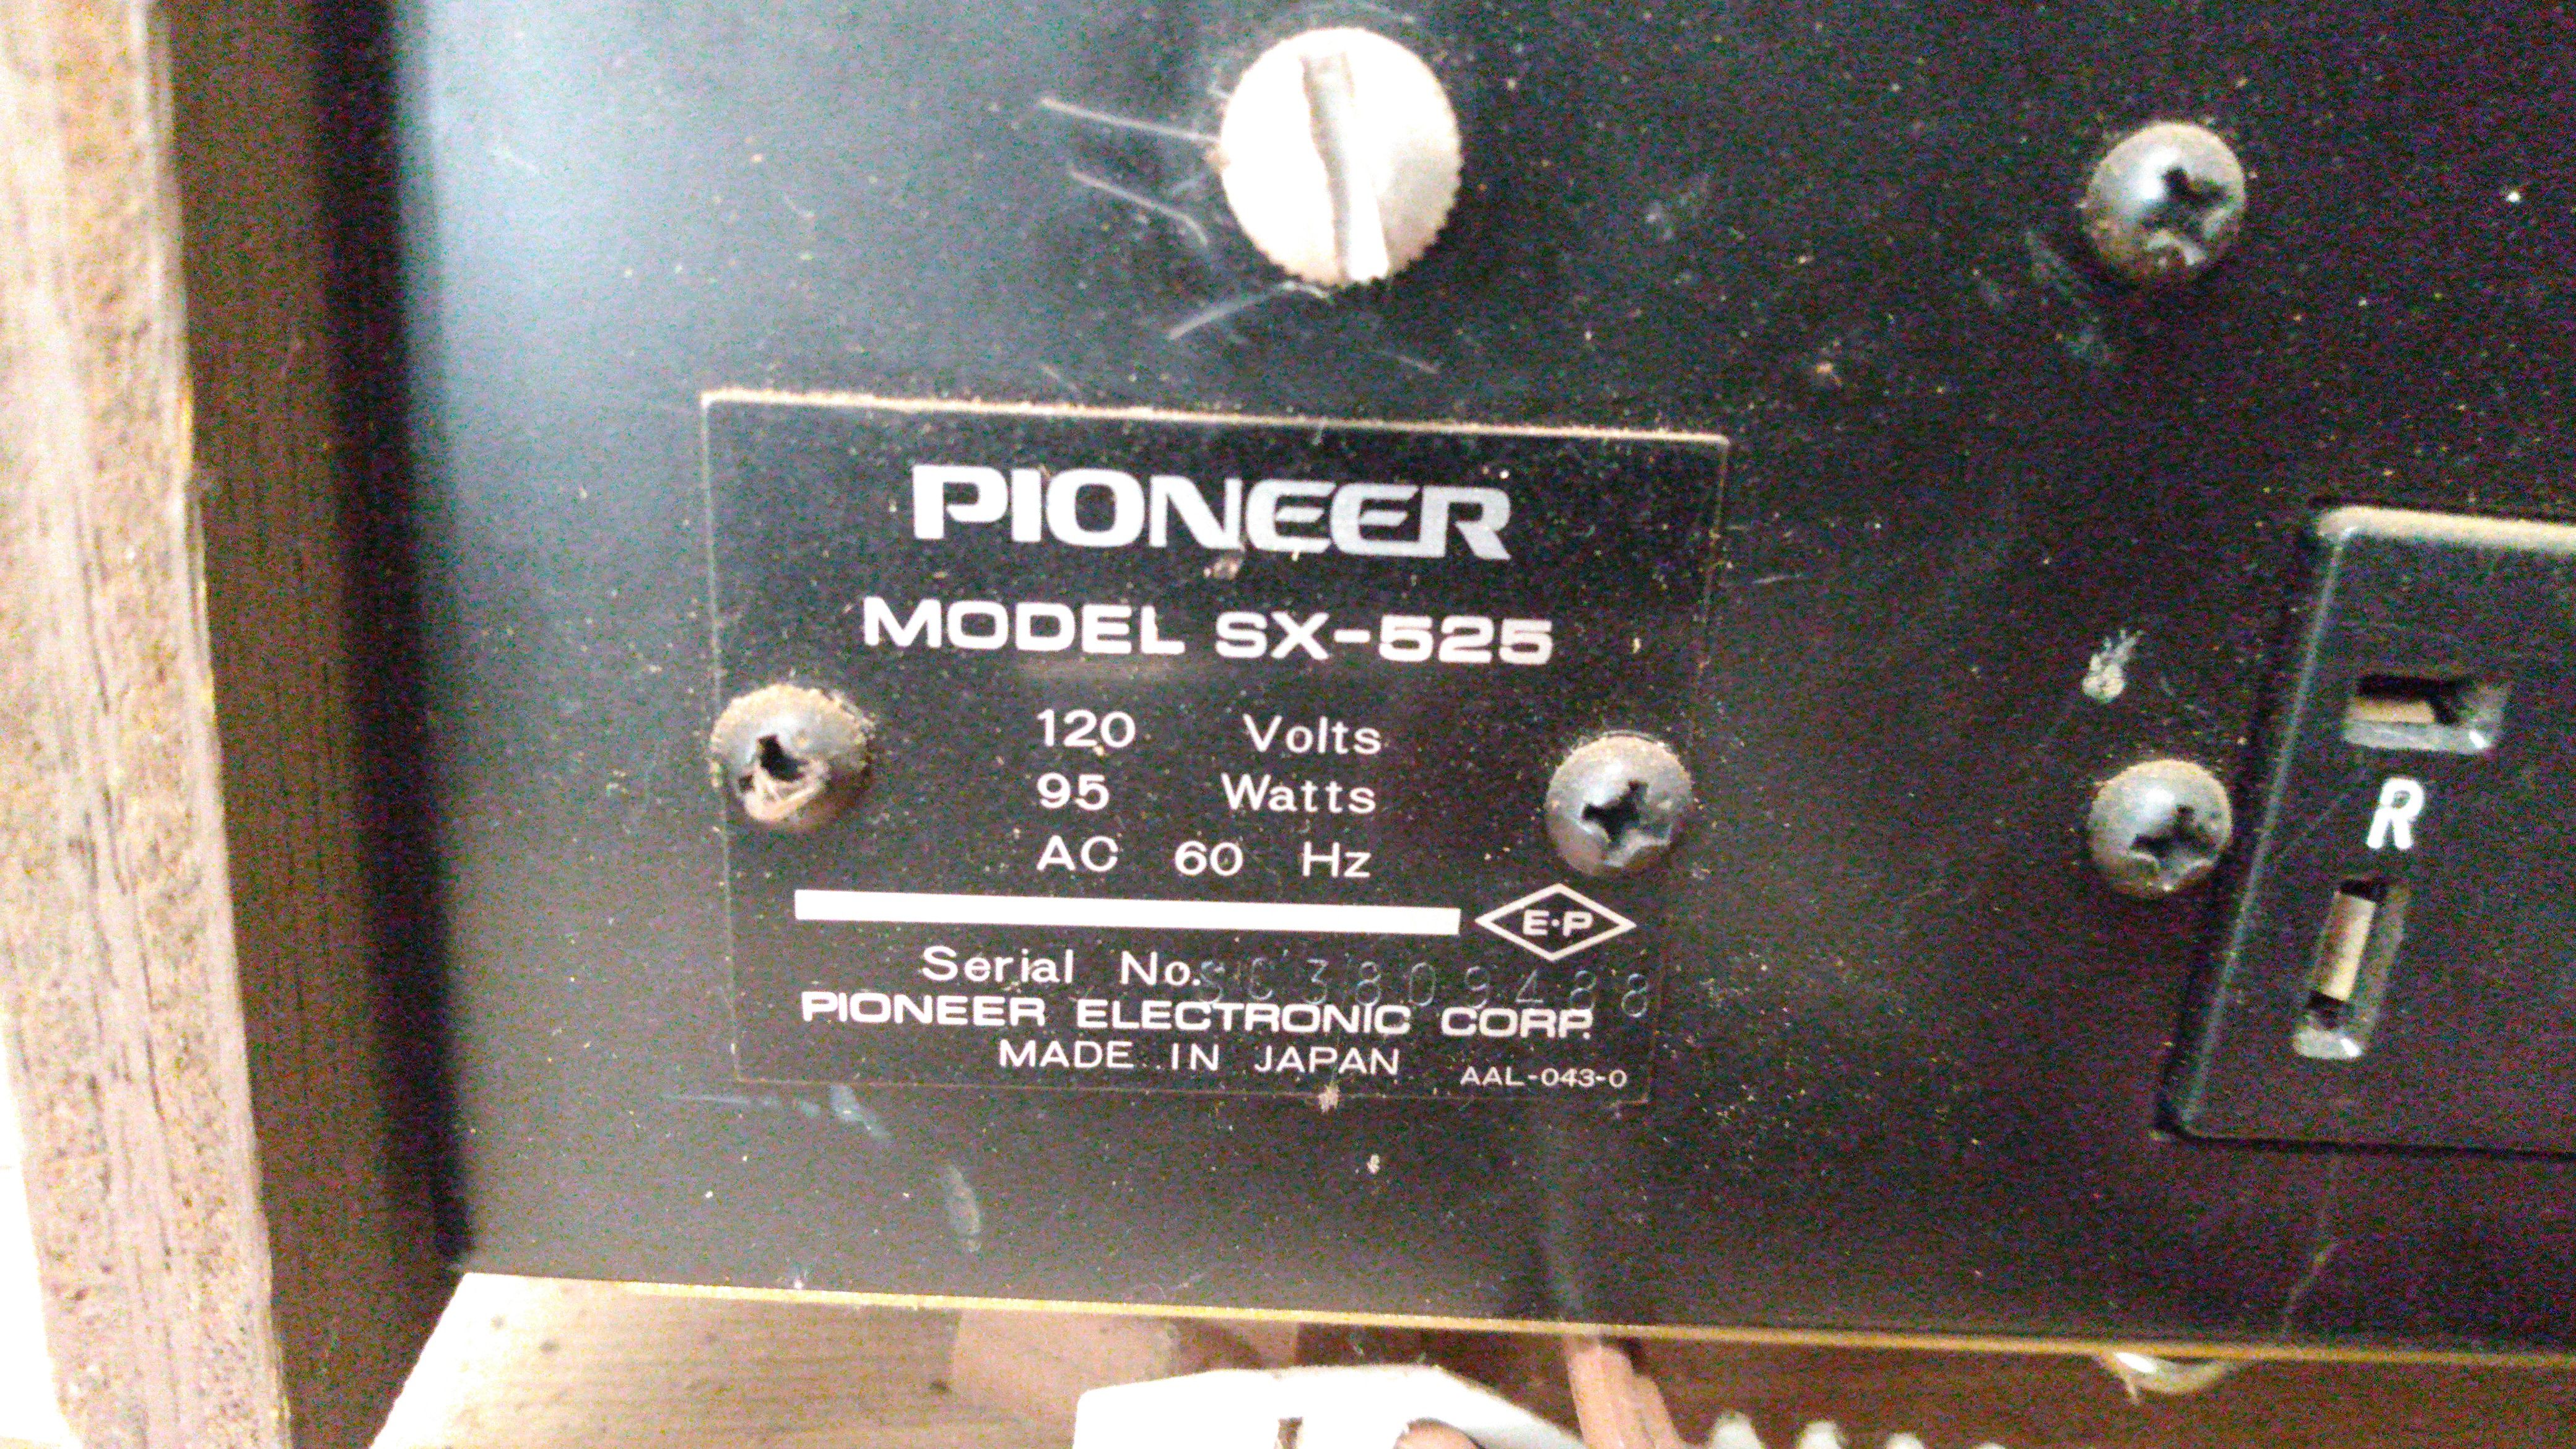 PIONEER
MODEL SX-525
120 Volts
95 Watts
AC 60 Hz
E·P
Serial No. SC3809488
PIONEER ELECTRONIC CORP.
MADE IN JAPAN AAL-043-0
R